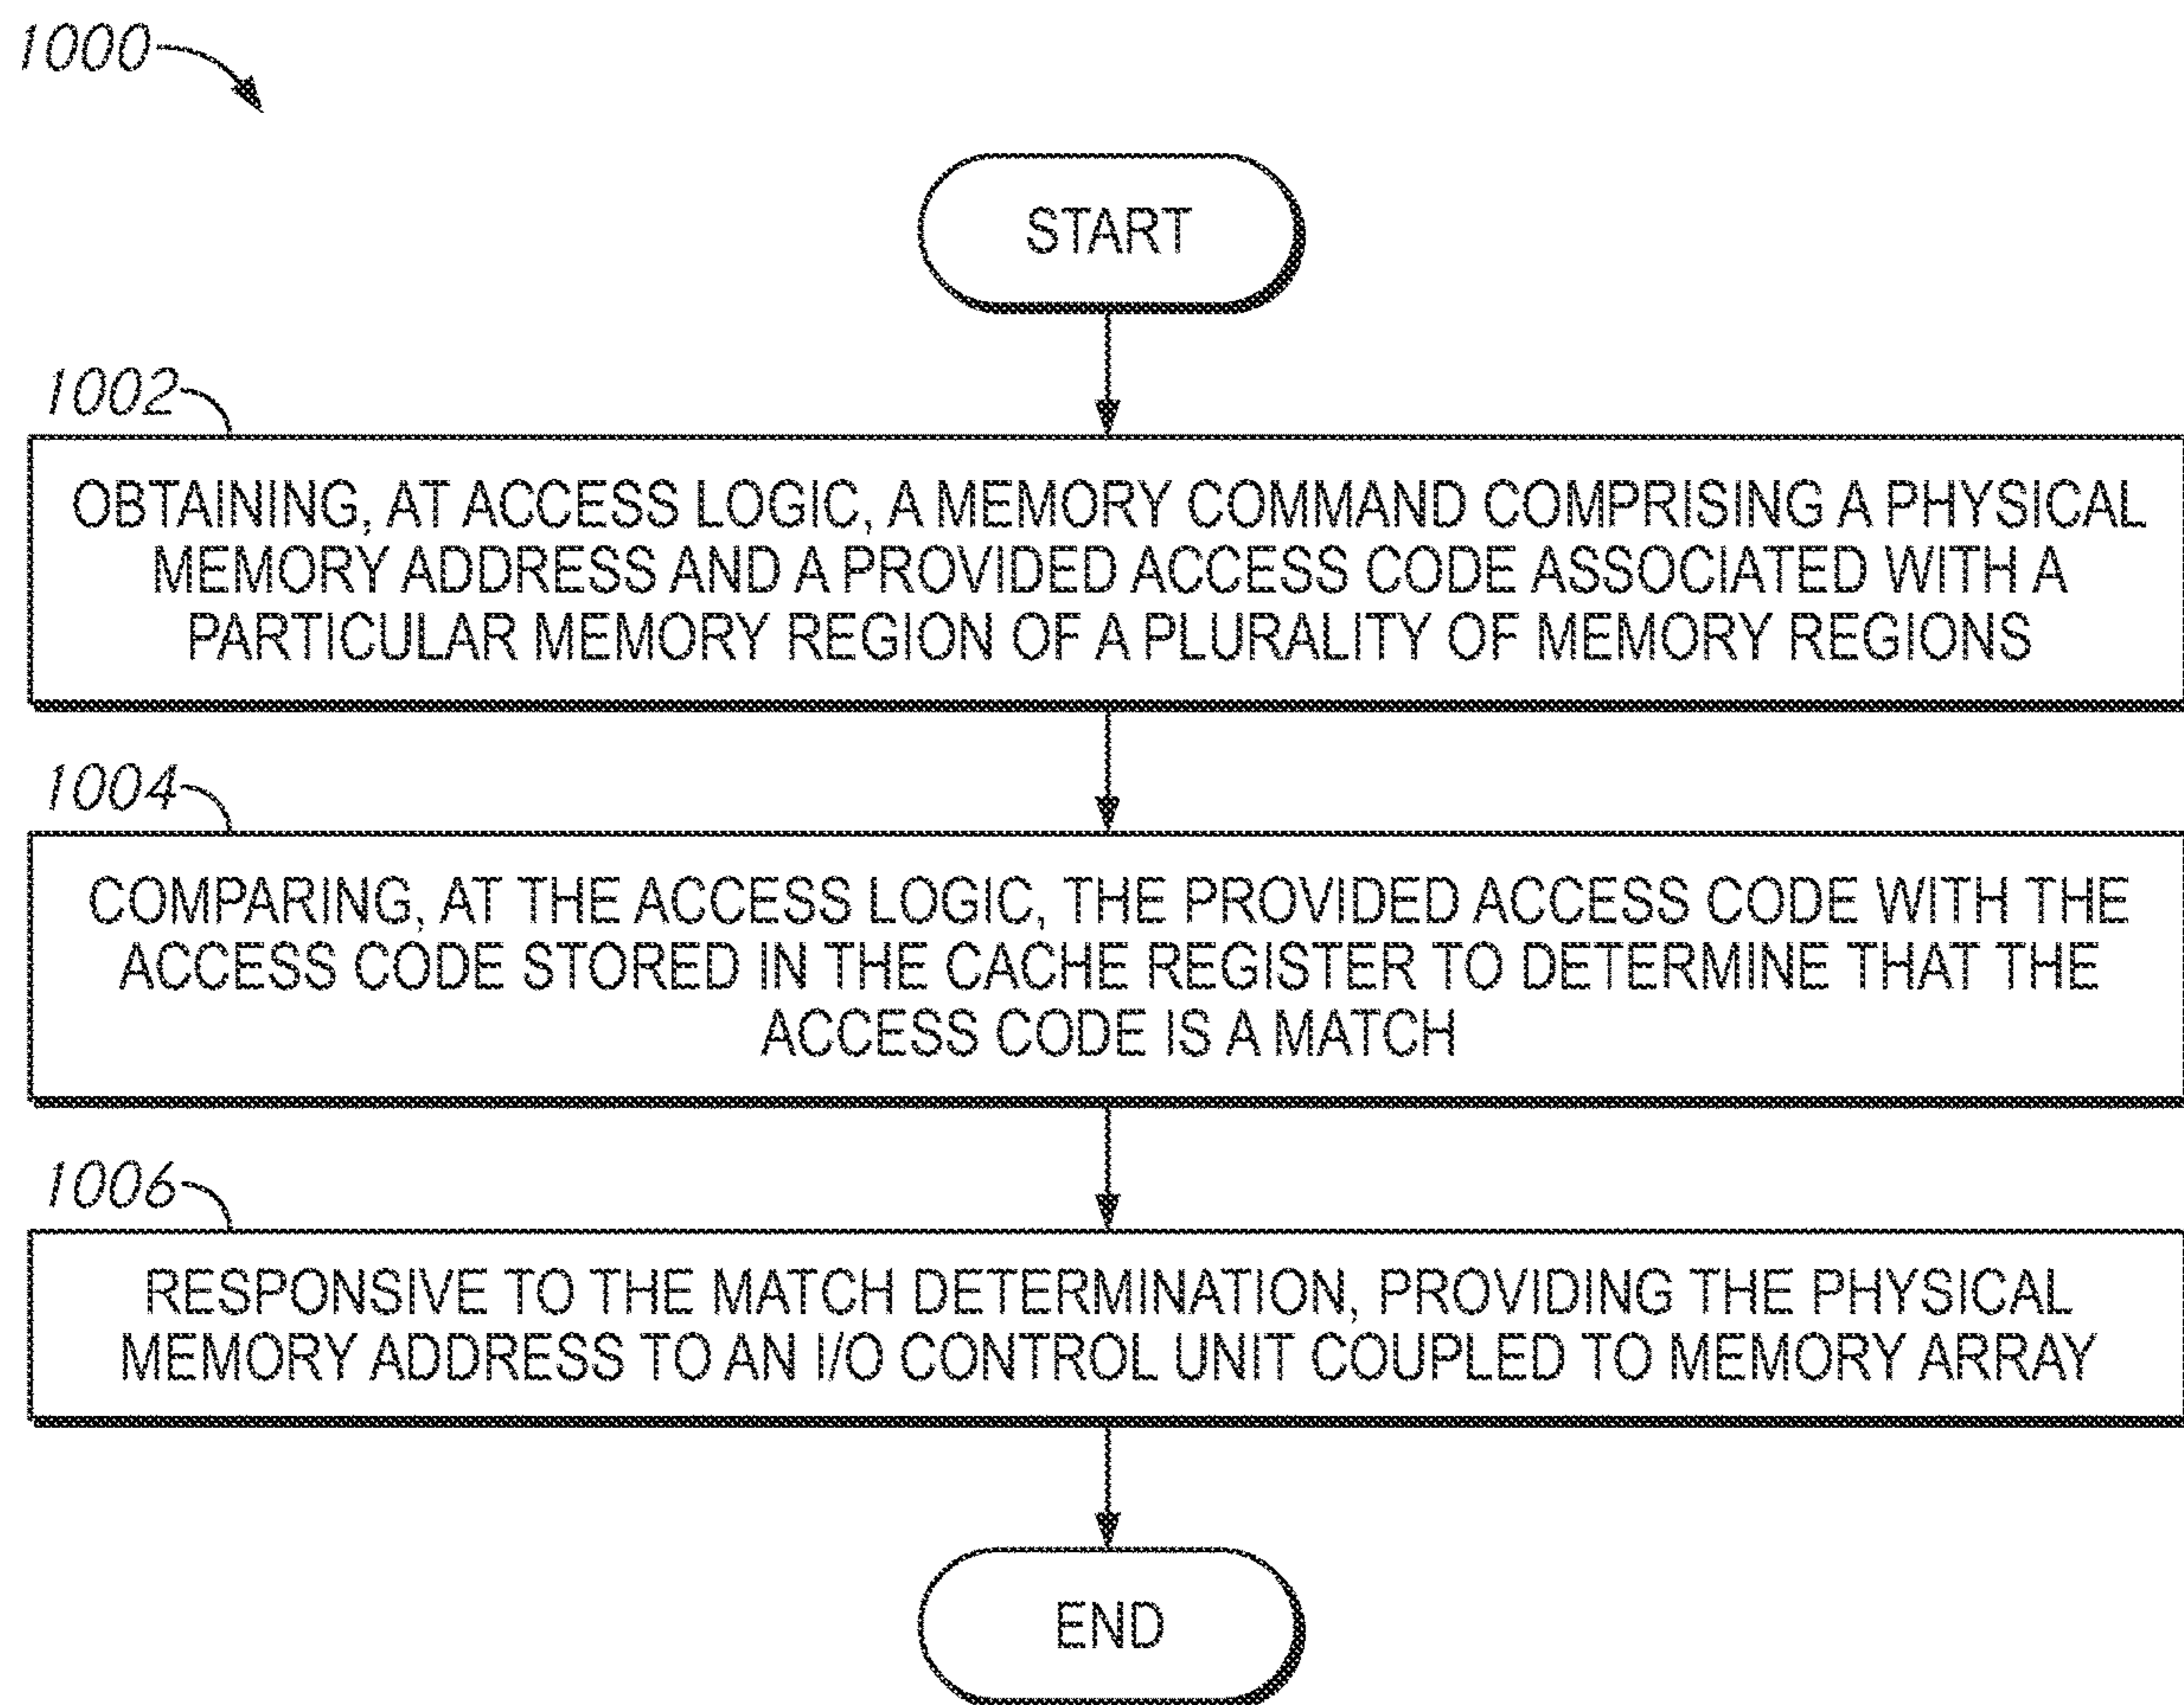 1000
START
1002
OBTAINING, AT ACCESS LOGIC, A MEMORY COMMAND COMPRISING A PHYSICAL
MEMORY ADDRESS AND A PROVIDED ACCESS CODE ASSOCIATED WITH A
PARTICULAR MEMORY REGION OF A PLURALITY OF MEMORY REGIONS
1004
COMPARING, AT THE ACCESS LOGIC, THE PROVIDED ACCESS CODE WITH THE
ACCESS CODE STORED IN THE CACHE REGISTER TO DETERMINE THAT THE
ACCESS CODE IS A MATCH
1006
RESPONSIVE TO THE MATCH DETERMINATION, PROVIDING THE PHYSICAL
MEMORY ADDRESS TO AN I/O CONTROL UNIT COUPLED TO MEMORY ARRAY
END